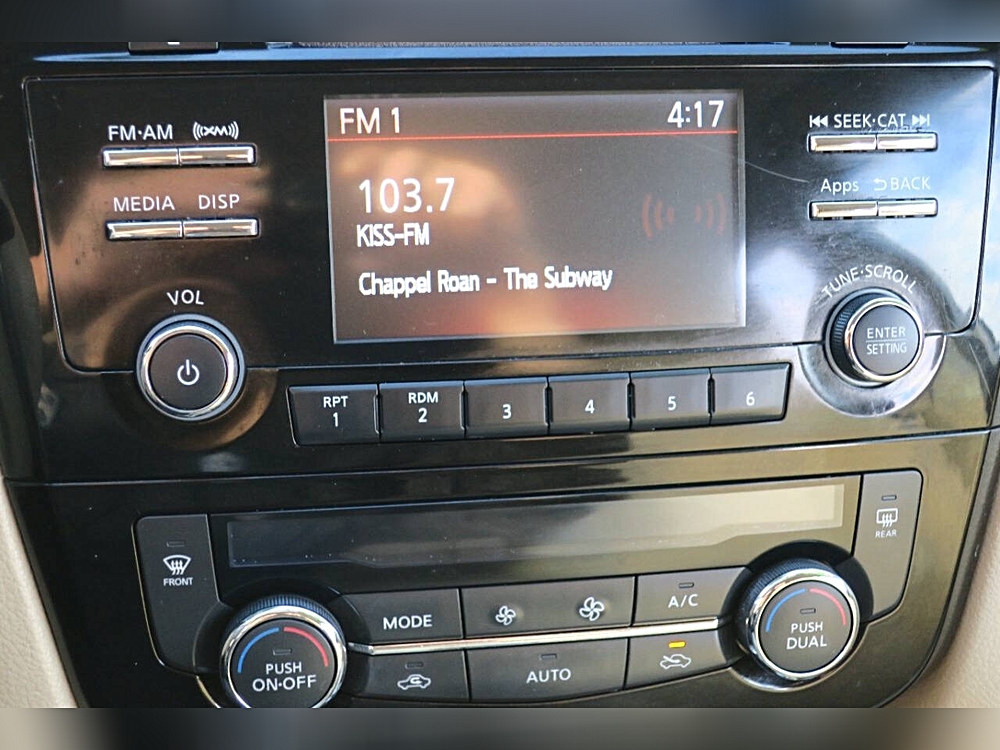 FM 1 4:17
103.7
KISS-FM
Chappel Roan - The Subway
FM·AM ((XM))
MEDIA DISP
VOL
SEEK·CAT
Apps BACK
TUNE·SCROLL
ENTER
SETTING
RPT RDM
1 2 3 4 5 6
FRONT
REAR
MODE
A/C
PUSH
ON·OFF
AUTO
PUSH
DUAL